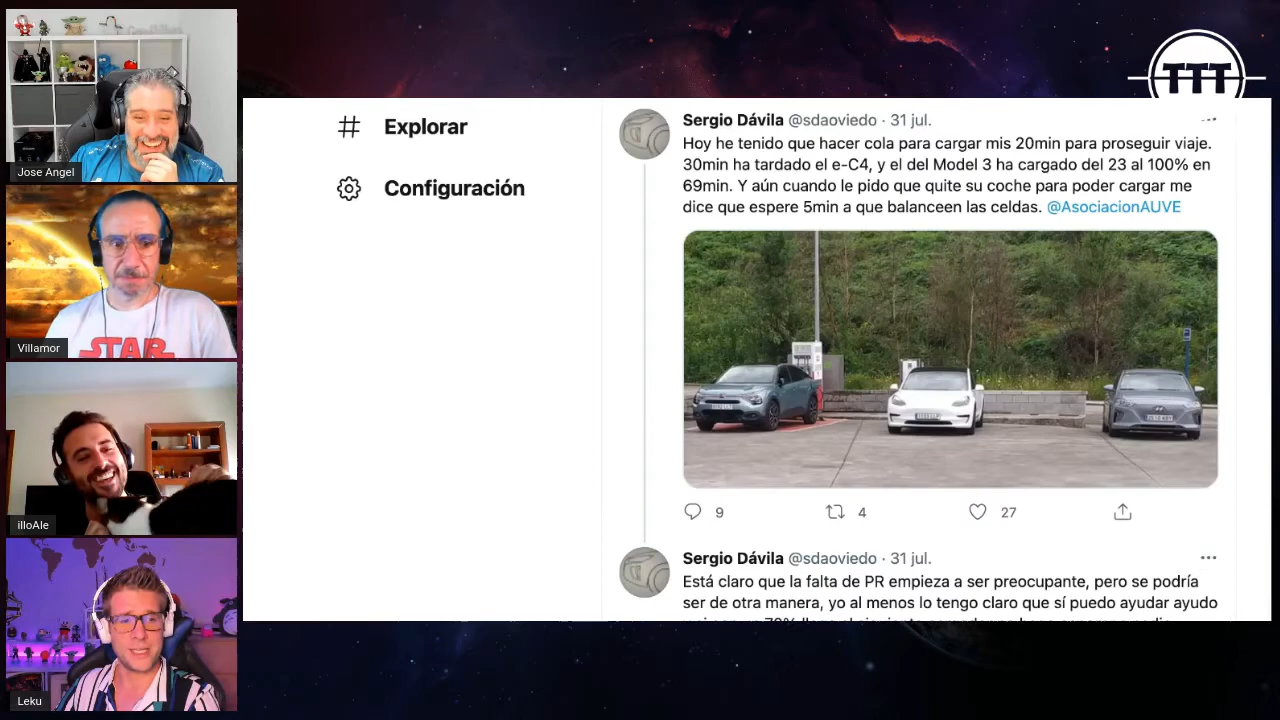 Jose Angel
STAR
Villamor
illoAle
Leku
TTT
# Explorar
Configuración
Sergio Dávila @sdaoviedo · 31 jul.
Hoy he tenido que hacer cola para cargar mis 20min para proseguir viaje.
30min ha tardado el e-C4, y el del Model 3 ha cargado del 23 al 100% en
69min. Y aún cuando le pido que quite su coche para poder cargar me
dice que espere 5min a que balanceen las celdas. @AsociacionAUVE
9
4
27
Sergio Dávila @sdaoviedo · 31 jul.
Está claro que la falta de PR empieza a ser preocupante, pero se podría
ser de otra manera, yo al menos lo tengo claro que sí puedo ayudar ayudo